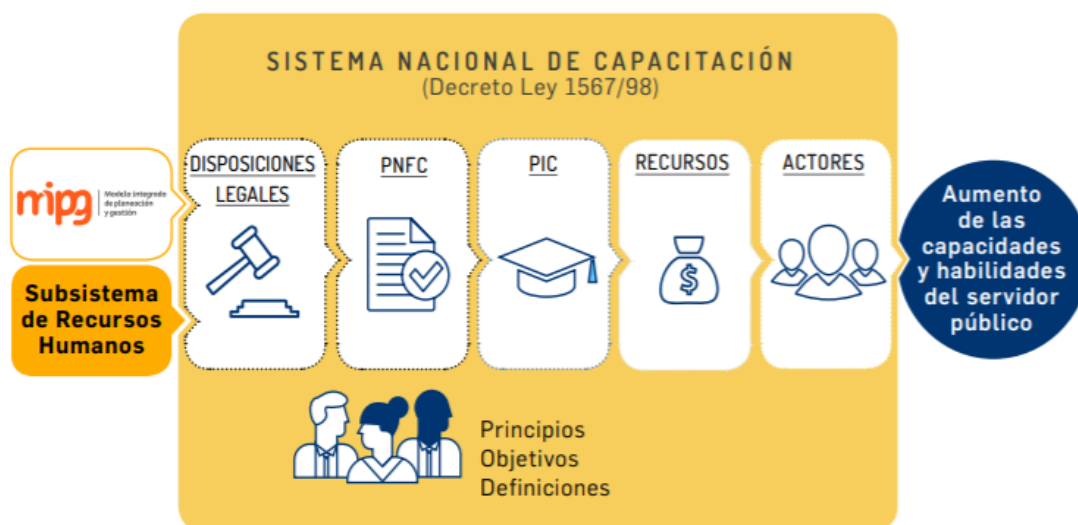 SISTEMA NACIONAL DE CAPACITACIÓN
(Decreto Ley 1567/98)
mipg
Modelo integrado
de planeación
y gestión
Subsistema
de Recursos
Humanos
DISPOSICIONES
LEGALES
PNFC
PIC
RECURSOS
$
ACTORES
Aumento
de las
capacidades
y habilidades
del servidor
público
Principios
Objetivos
Definiciones